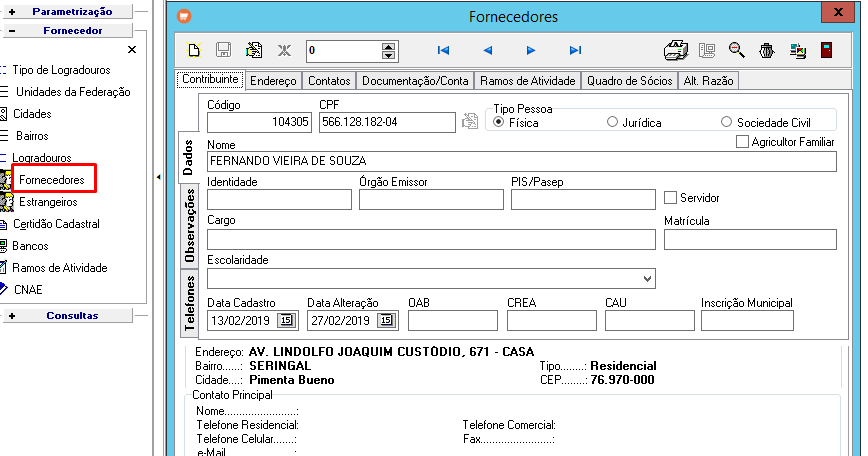 Parametrização
Fornecedor
Tipo de Logradouros
Unidades da Federação
Cidades
Bairros
Logradouros
Fornecedores
Estrangeiros
Certidão Cadastral
Bancos
Ramos de Atividade
CNAE
Consultas
Fornecedores
0
Contribuinte Endereço Contatos Documentação/Conta Ramos de Atividade Quadro de Sócios Alt. Razão
Dados
Observações
Telefones
Código CPF Tipo Pessoa
104305 566.128.182-04 Física Jurídica Sociedade Civil
Nome Agricultor Familiar
FERNANDO VIEIRA DE SOUZA
Identidade Órgão Emissor PIS/Pasep
Servidor
Cargo Matrícula
Escolaridade
Data Cadastro Data Alteração OAB CREA CAU Inscrição Municipal
13/02/2019 15 27/02/2019 15
Endereço: AV. LINDOLFO JOAQUIM CUSTÓDIO, 671 - CASA
Bairro.....: SERINGAL Tipo.......: Residencial
Cidade....: Pimenta Bueno CEP.......: 76.970-000
Contato Principal
Nome.........................:
Telefone Residencial: Telefone Comercial:
Telefone Celular.......: Fax.........................:
e-Mail.......................: